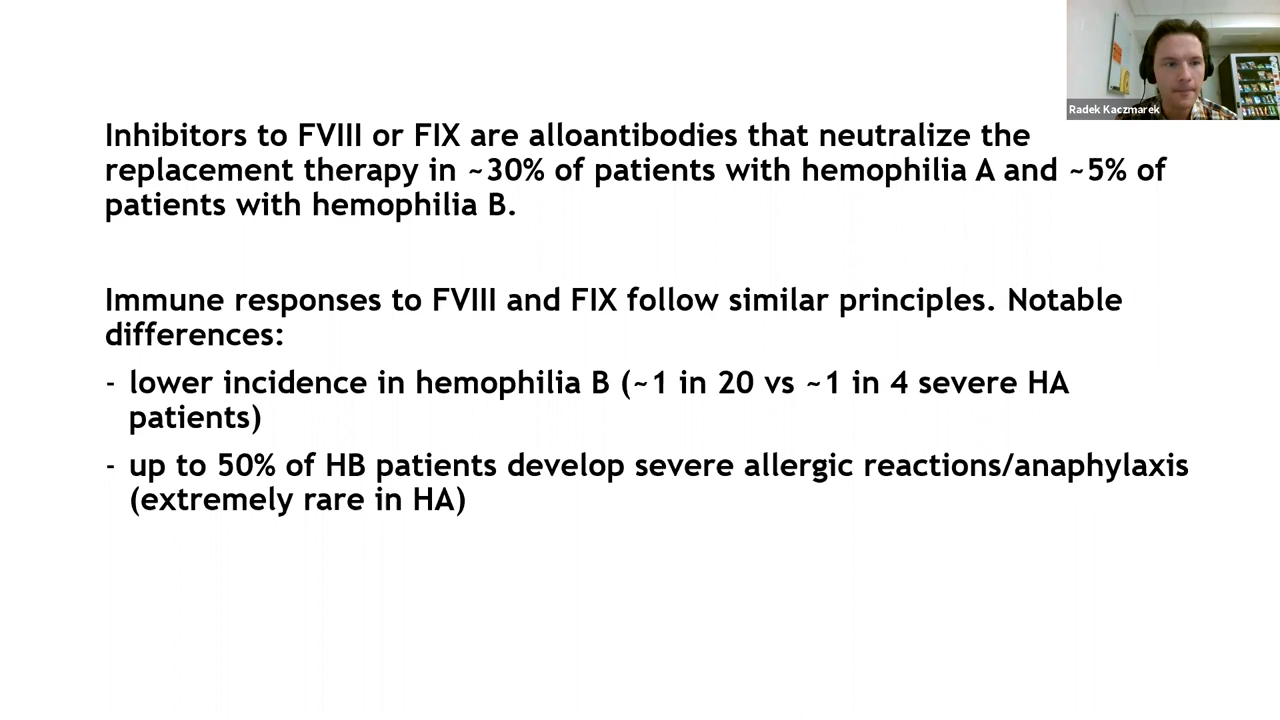 Radek Kaczmarek
Inhibitors to FVIII or FIX are alloantibodies that neutralize the
replacement therapy in ~30% of patients with hemophilia A and ~5% of
patients with hemophilia B.
Immune responses to FVIII and FIX follow similar principles. Notable
differences:
- lower incidence in hemophilia B (~1 in 20 vs ~1 in 4 severe HA
patients)
- up to 50% of HB patients develop severe allergic reactions/anaphylaxis
(extremely rare in HA)